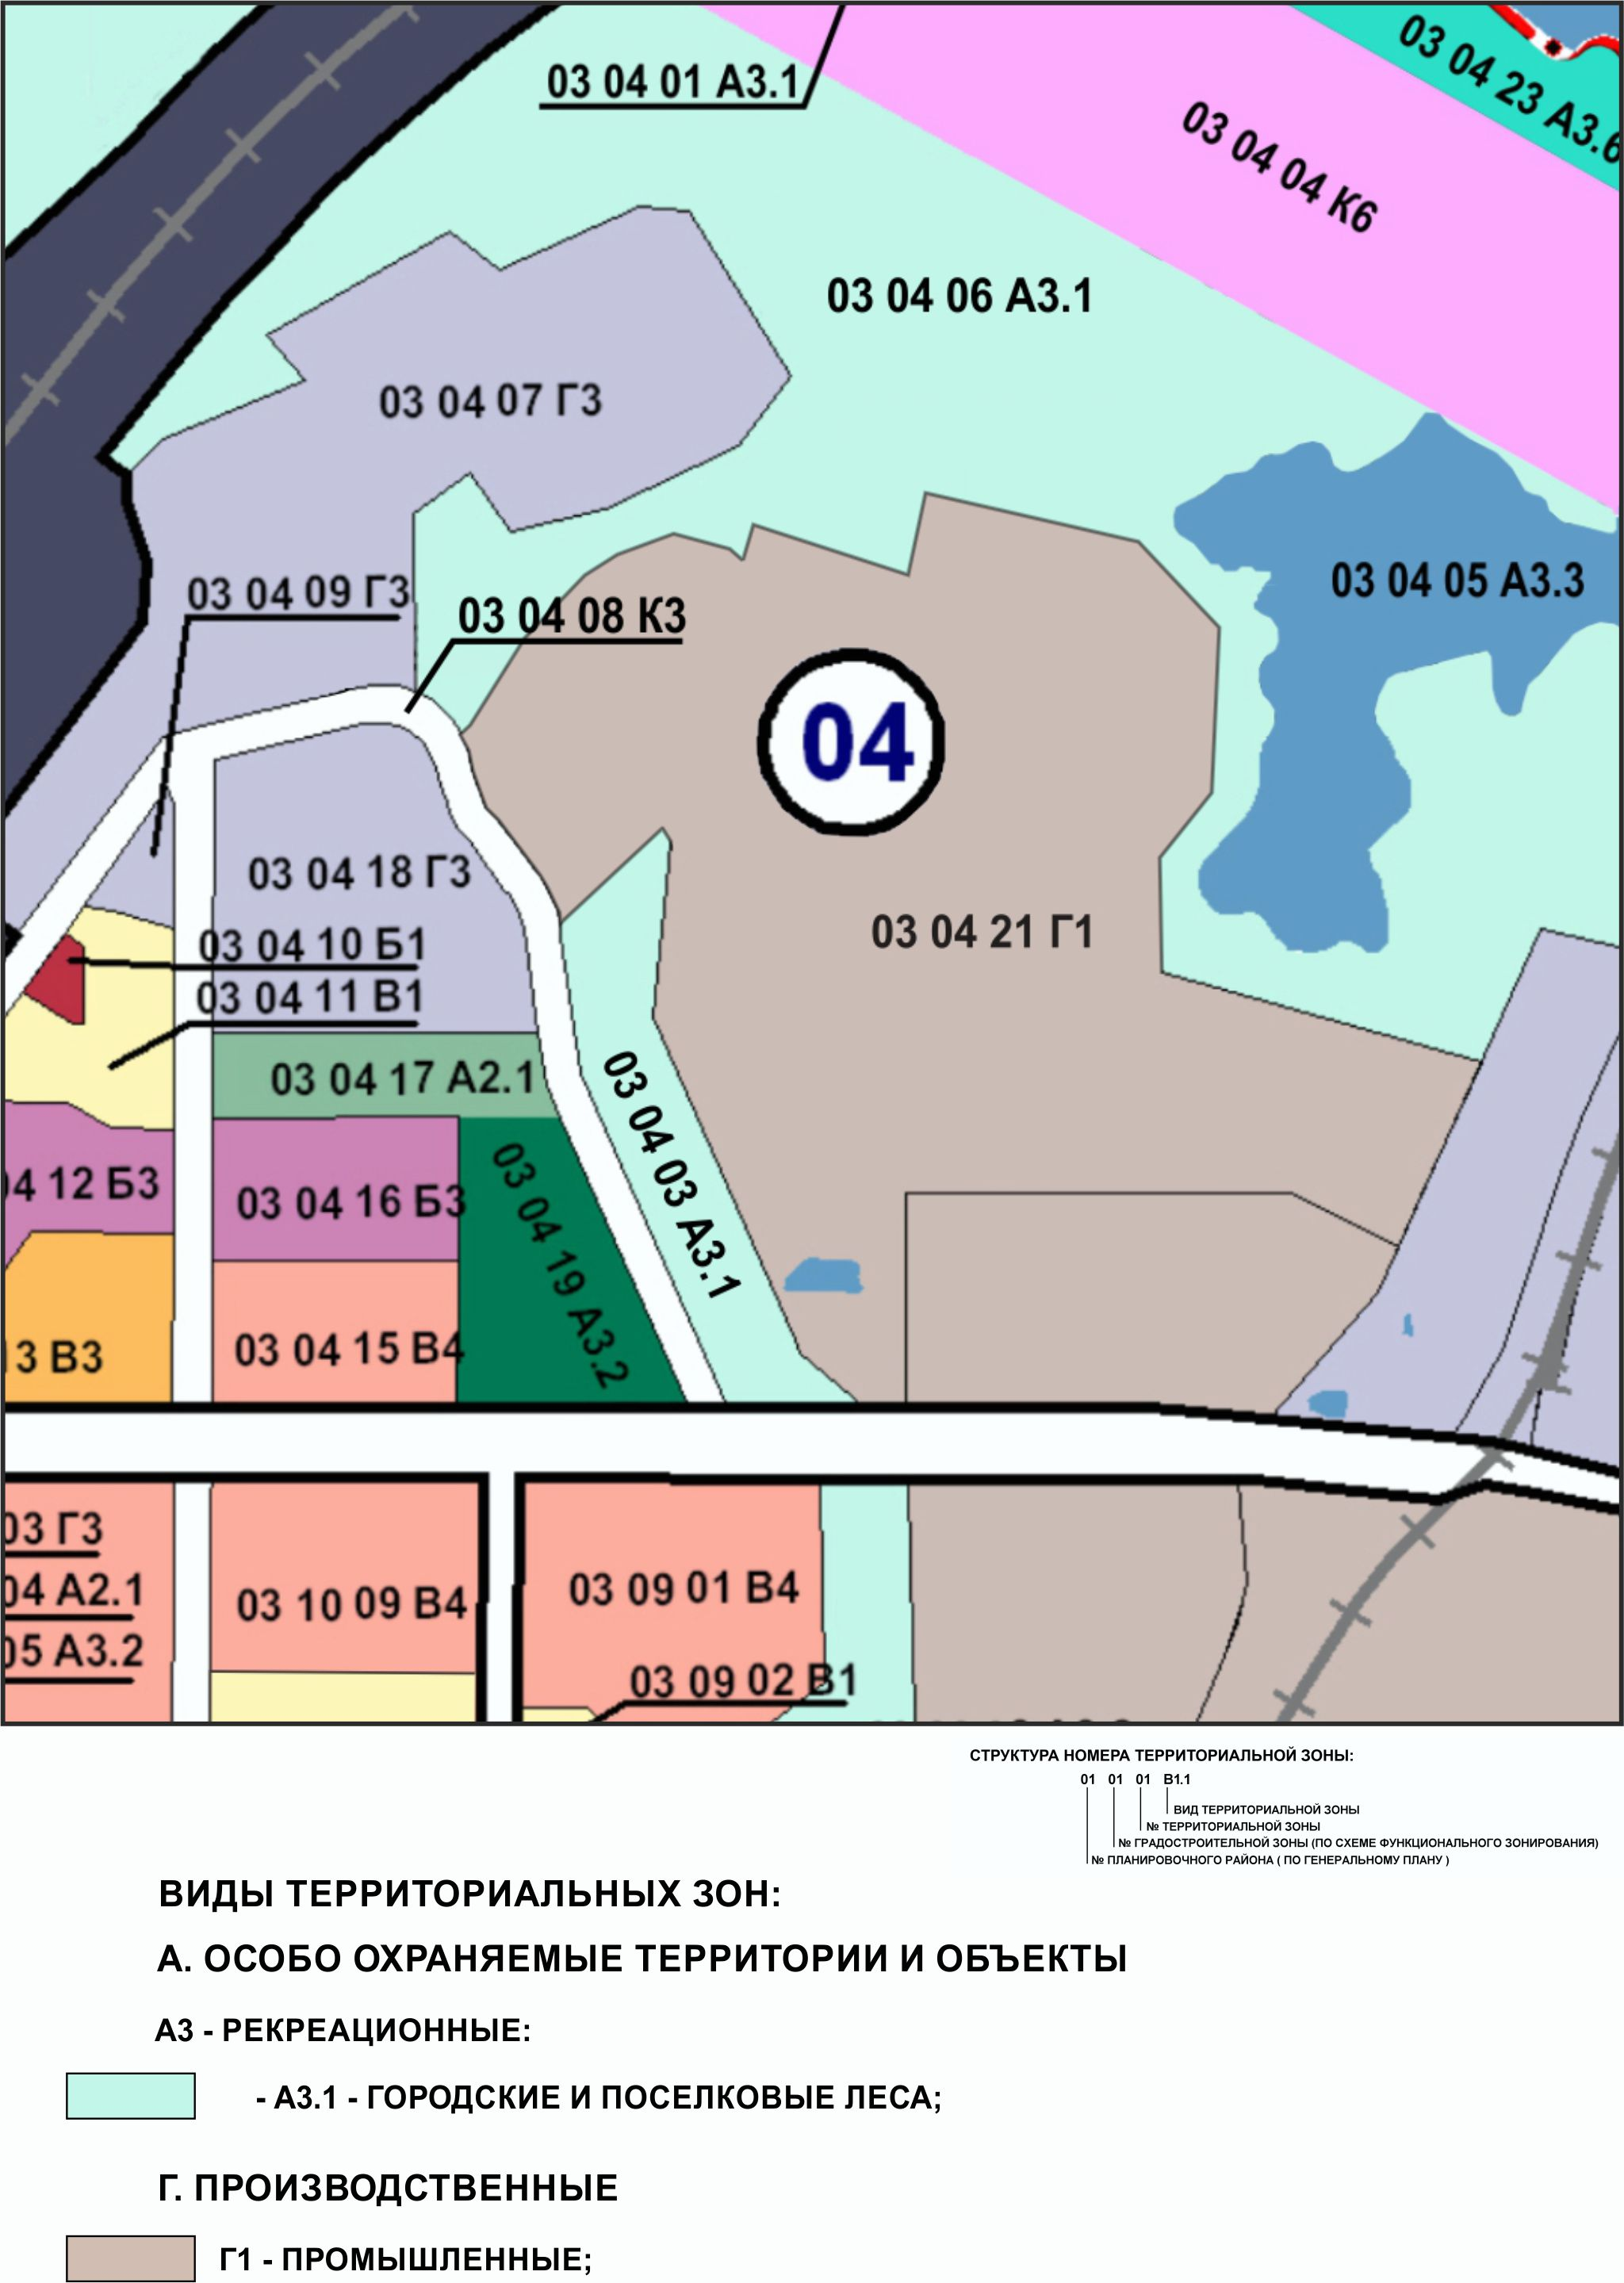 03 04 01 А3.1
03 04 23 А3.6
03 04 04 К6
03 04 06 А3.1
03 04 07 Г3
03 04 05 А3.3
03 04 09 Г3
03 04 08 К3
04
03 04 18 Г3
03 04 21 Г1
03 04 10 Б1
03 04 11 В1
03 04 17 А2.1
03 04 03 А3.1
04 12 Б3
03 04 16 Б3
03 04 19 А3.2
3 В3
03 04 15 В4
03 Г3
04 А2.1
05 А3.2
03 10 09 В4
03 09 01 В4
03 09 02 В1
СТРУКТУРА НОМЕРА ТЕРРИТОРИАЛЬНОЙ ЗОНЫ:
01 01 01 В1.1
ВИД ТЕРРИТОРИАЛЬНОЙ ЗОНЫ
№ ТЕРРИТОРИАЛЬНОЙ ЗОНЫ
№ ГРАДОСТРОИТЕЛЬНОЙ ЗОНЫ (ПО СХЕМЕ ФУНКЦИОНАЛЬНОГО ЗОНИРОВАНИЯ)
№ ПЛАНИРОВОЧНОГО РАЙОНА ( ПО ГЕНЕРАЛЬНОМУ ПЛАНУ )
ВИДЫ ТЕРРИТОРИАЛЬНЫХ ЗОН:
А. ОСОБО ОХРАНЯЕМЫЕ ТЕРРИТОРИИ И ОБЪЕКТЫ
А3 - РЕКРЕАЦИОННЫЕ:
- А3.1 - ГОРОДСКИЕ И ПОСЕЛКОВЫЕ ЛЕСА;
Г. ПРОИЗВОДСТВЕННЫЕ
Г1 - ПРОМЫШЛЕННЫЕ;